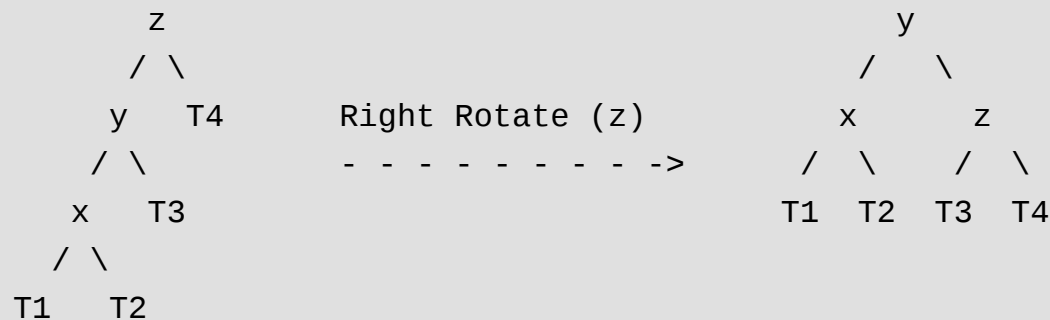 z                                      y
/ \                                   /   \
y   T4     Right Rotate (z)          x      z
/ \        - - - - - - - - ->       /  \    /  \
x   T3                             T1  T2  T3  T4
/ \
T1   T2